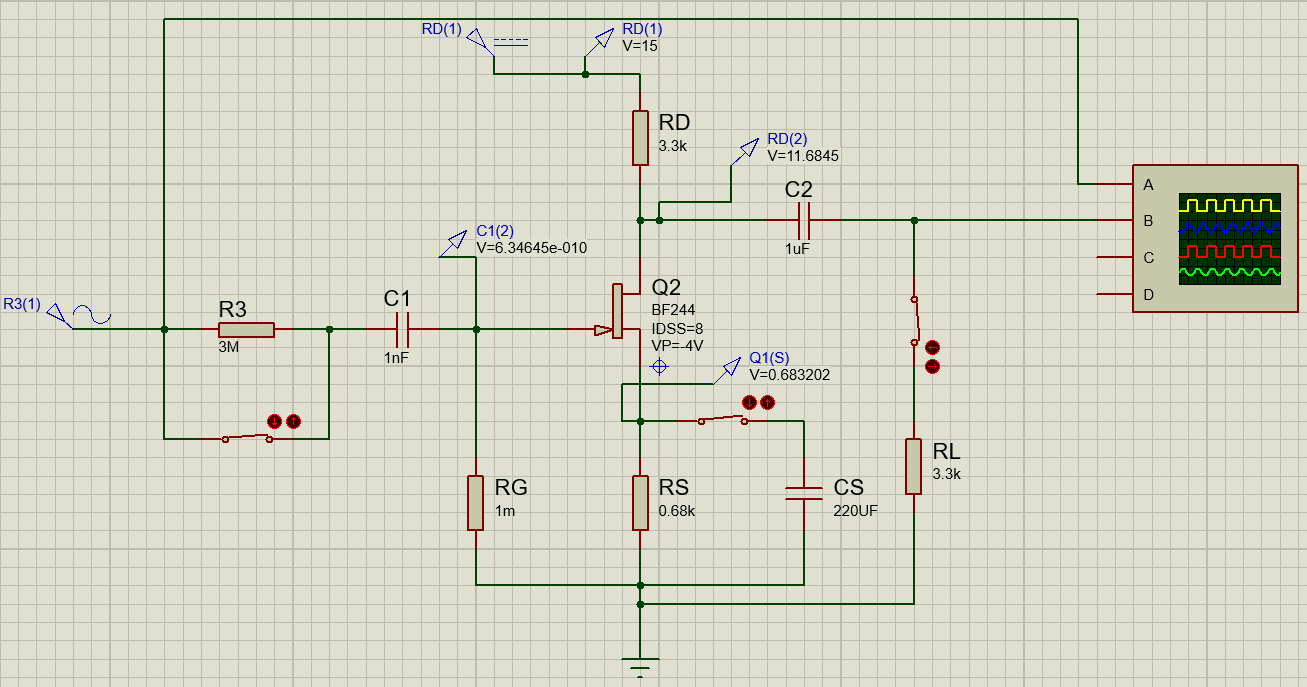 RD(1)
RD(1)
V=15
RD
3.3k
RD(2)
V=11.6845
C2
1uF
A
B
C
D
C1(2)
V=6.34645e-010
R3(1)
R3
3M
C1
1nF
Q2
BF244
IDSS=8
VP=-4V
Q1(S)
V=0.683202
RG
1m
RS
0.68k
CS
220UF
RL
3.3k